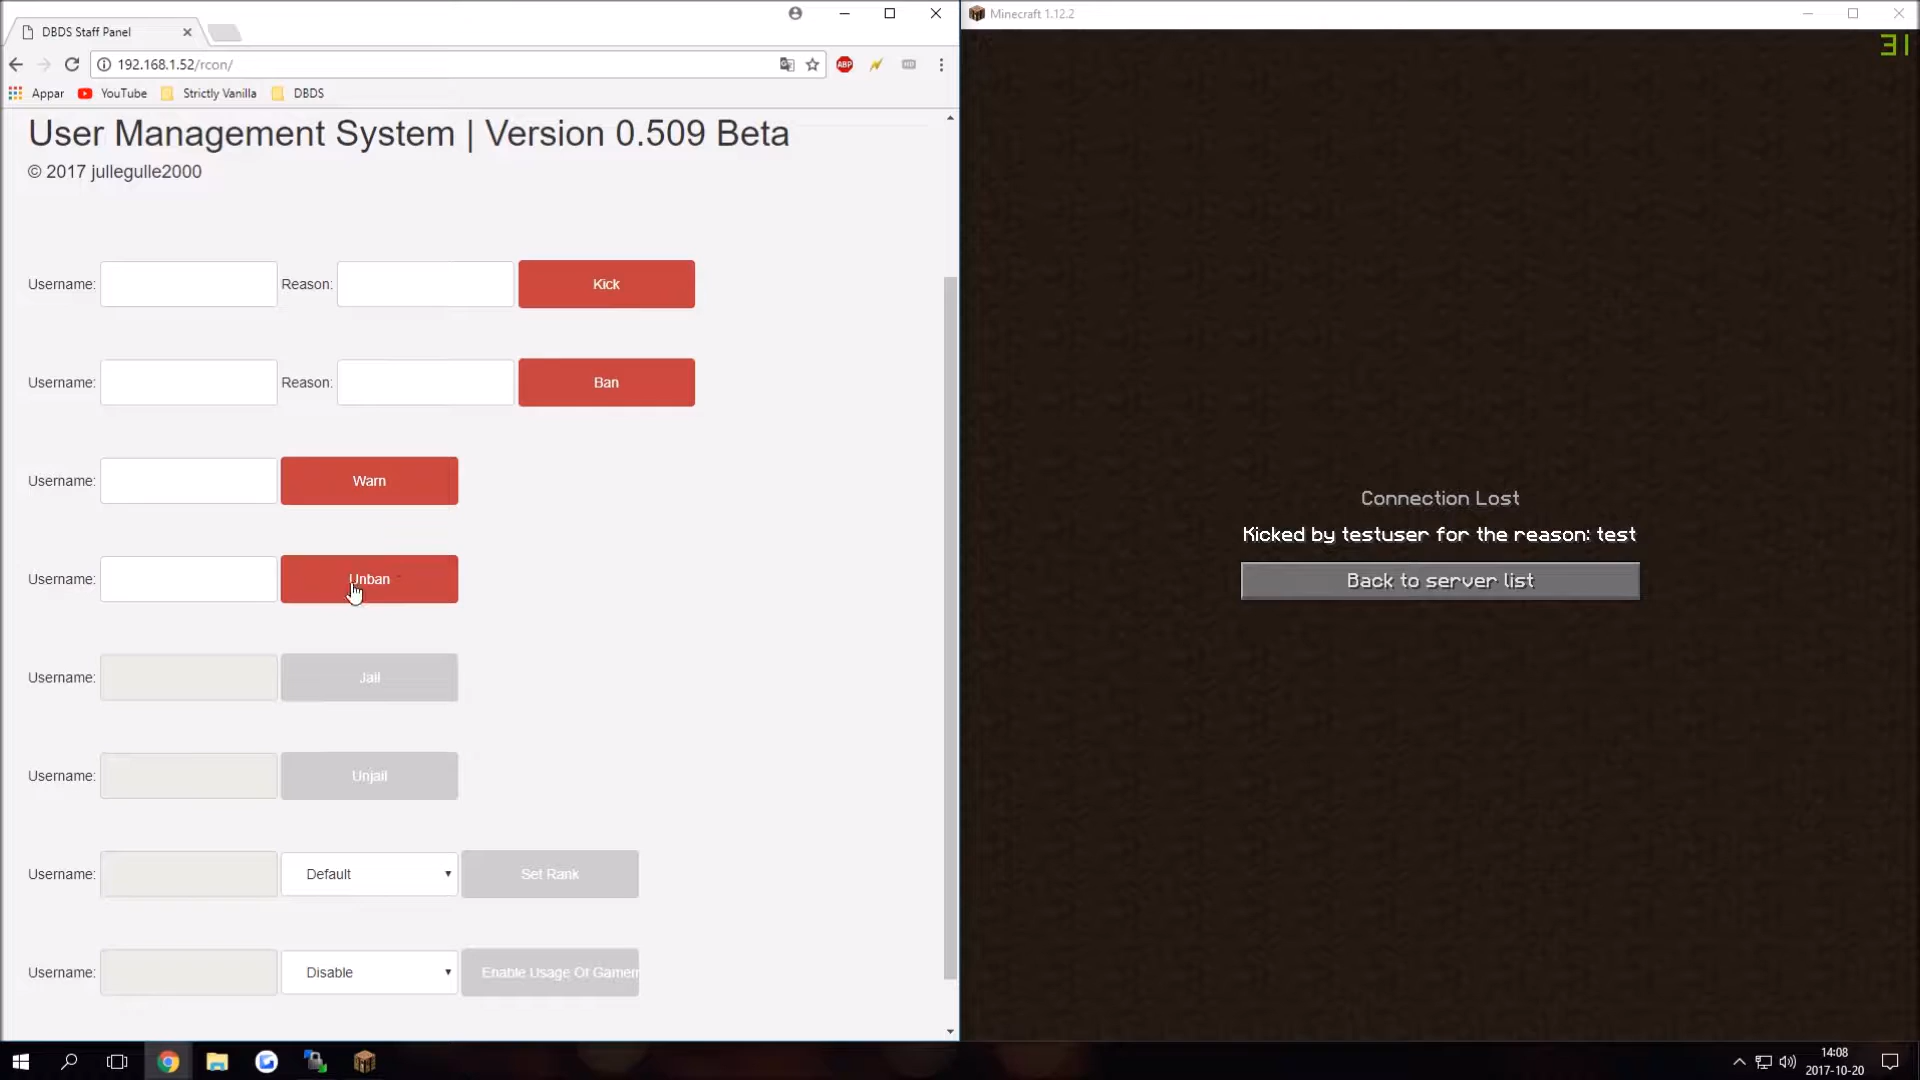 DBDS Staff Panel
192.168.1.52/rcon/
ABP
Appar YouTube Strictly Vanilla DBDS
User Management System | Version 0.509 Beta
© 2017 jullegulle2000
Username: Reason: Kick
Username: Reason: Ban
Username: Warn
Username: Unban
Username: Jail
Username: Unjail
Username: Default Set Rank
Username: Disable Enable Usage Of Gamem
Minecraft 1.12.2
31
Connection Lost
Kicked by testuser for the reason: test
Back to server list
14:08
2017-10-20